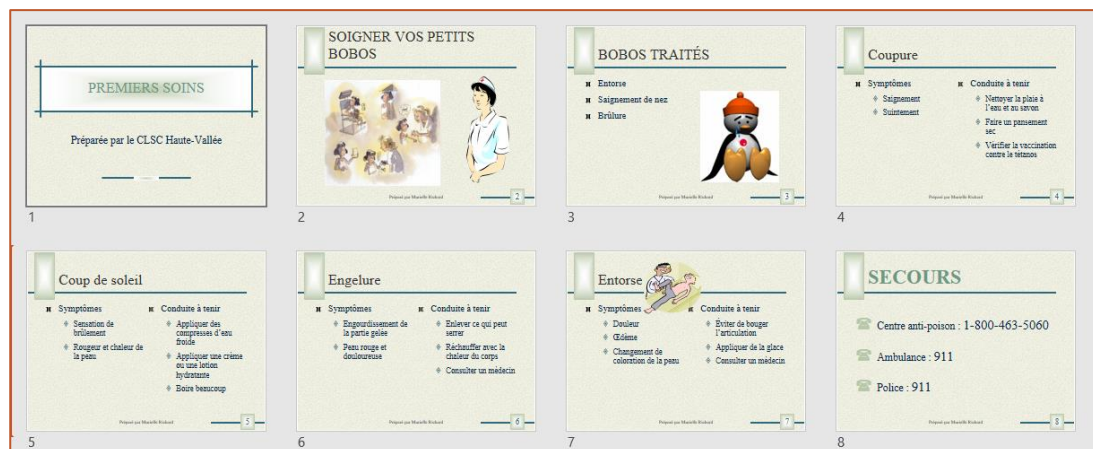 PREMIERS SOINS
Préparée par le CLSC Haute-Vallée
1
SOIGNER VOS PETITS
BOBOS
2
2
BOBOS TRAITÉS
Entorse
Saignement de nez
Brûlure
3
3
Coupure
Symptômes
Saignement
Suintement
Conduite à tenir
Nettoyer la plaie à
l'eau et au savon
Faire un pansement
sec
Vérifier la vaccination
contre le tétanos
4
4
Coup de soleil
Symptômes
Sensation de
brûlement
Rougeur et chaleur de
la peau
Conduite à tenir
Appliquer des
compresses d'eau
froide
Appliquer une crème
ou une lotion
hydratante
Boire beaucoup
5
5
Engelure
Symptômes
Engourdissement de
la partie gelée
Peau rouge et
douloureuse
Conduite à tenir
Enlever ce qui peut
serrer
Réchauffer avec la
chaleur du corps
Consulter un médecin
6
6
Entorse
Symptômes
Douleur
Œdème
Changement de
coloration de la peau
Conduite à tenir
Éviter de bouger
l'articulation
Appliquer de la glace
Consulter un médecin
7
7
SECOURS
Centre anti-poison : 1-800-463-5060
Ambulance : 911
Police : 911
8
8